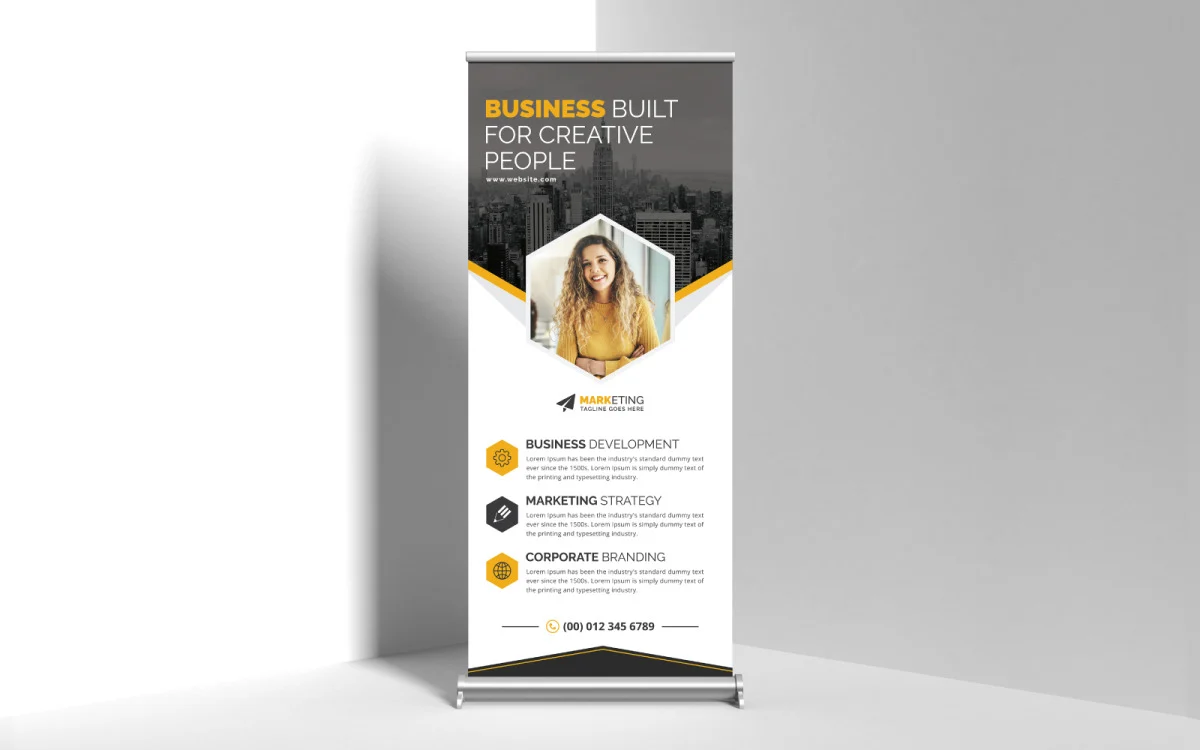 BUSINESS BUILT
FOR CREATIVE
PEOPLE
www.website.com
MARKETING
TAGLINE GOES HERE
BUSINESS DEVELOPMENT
Lorem Ipsum has been the industry's standard dummy text
ever since the 1500s. Lorem Ipsum is simply dummy text of
the printing and typesetting industry.
MARKETING STRATEGY
Lorem Ipsum has been the industry's standard dummy text
ever since the 1500s. Lorem Ipsum is simply dummy text of
the printing and typesetting industry.
CORPORATE BRANDING
Lorem Ipsum has been the industry's standard dummy text
ever since the 1500s. Lorem Ipsum is simply dummy text of
the printing and typesetting industry.
(00) 012 345 6789